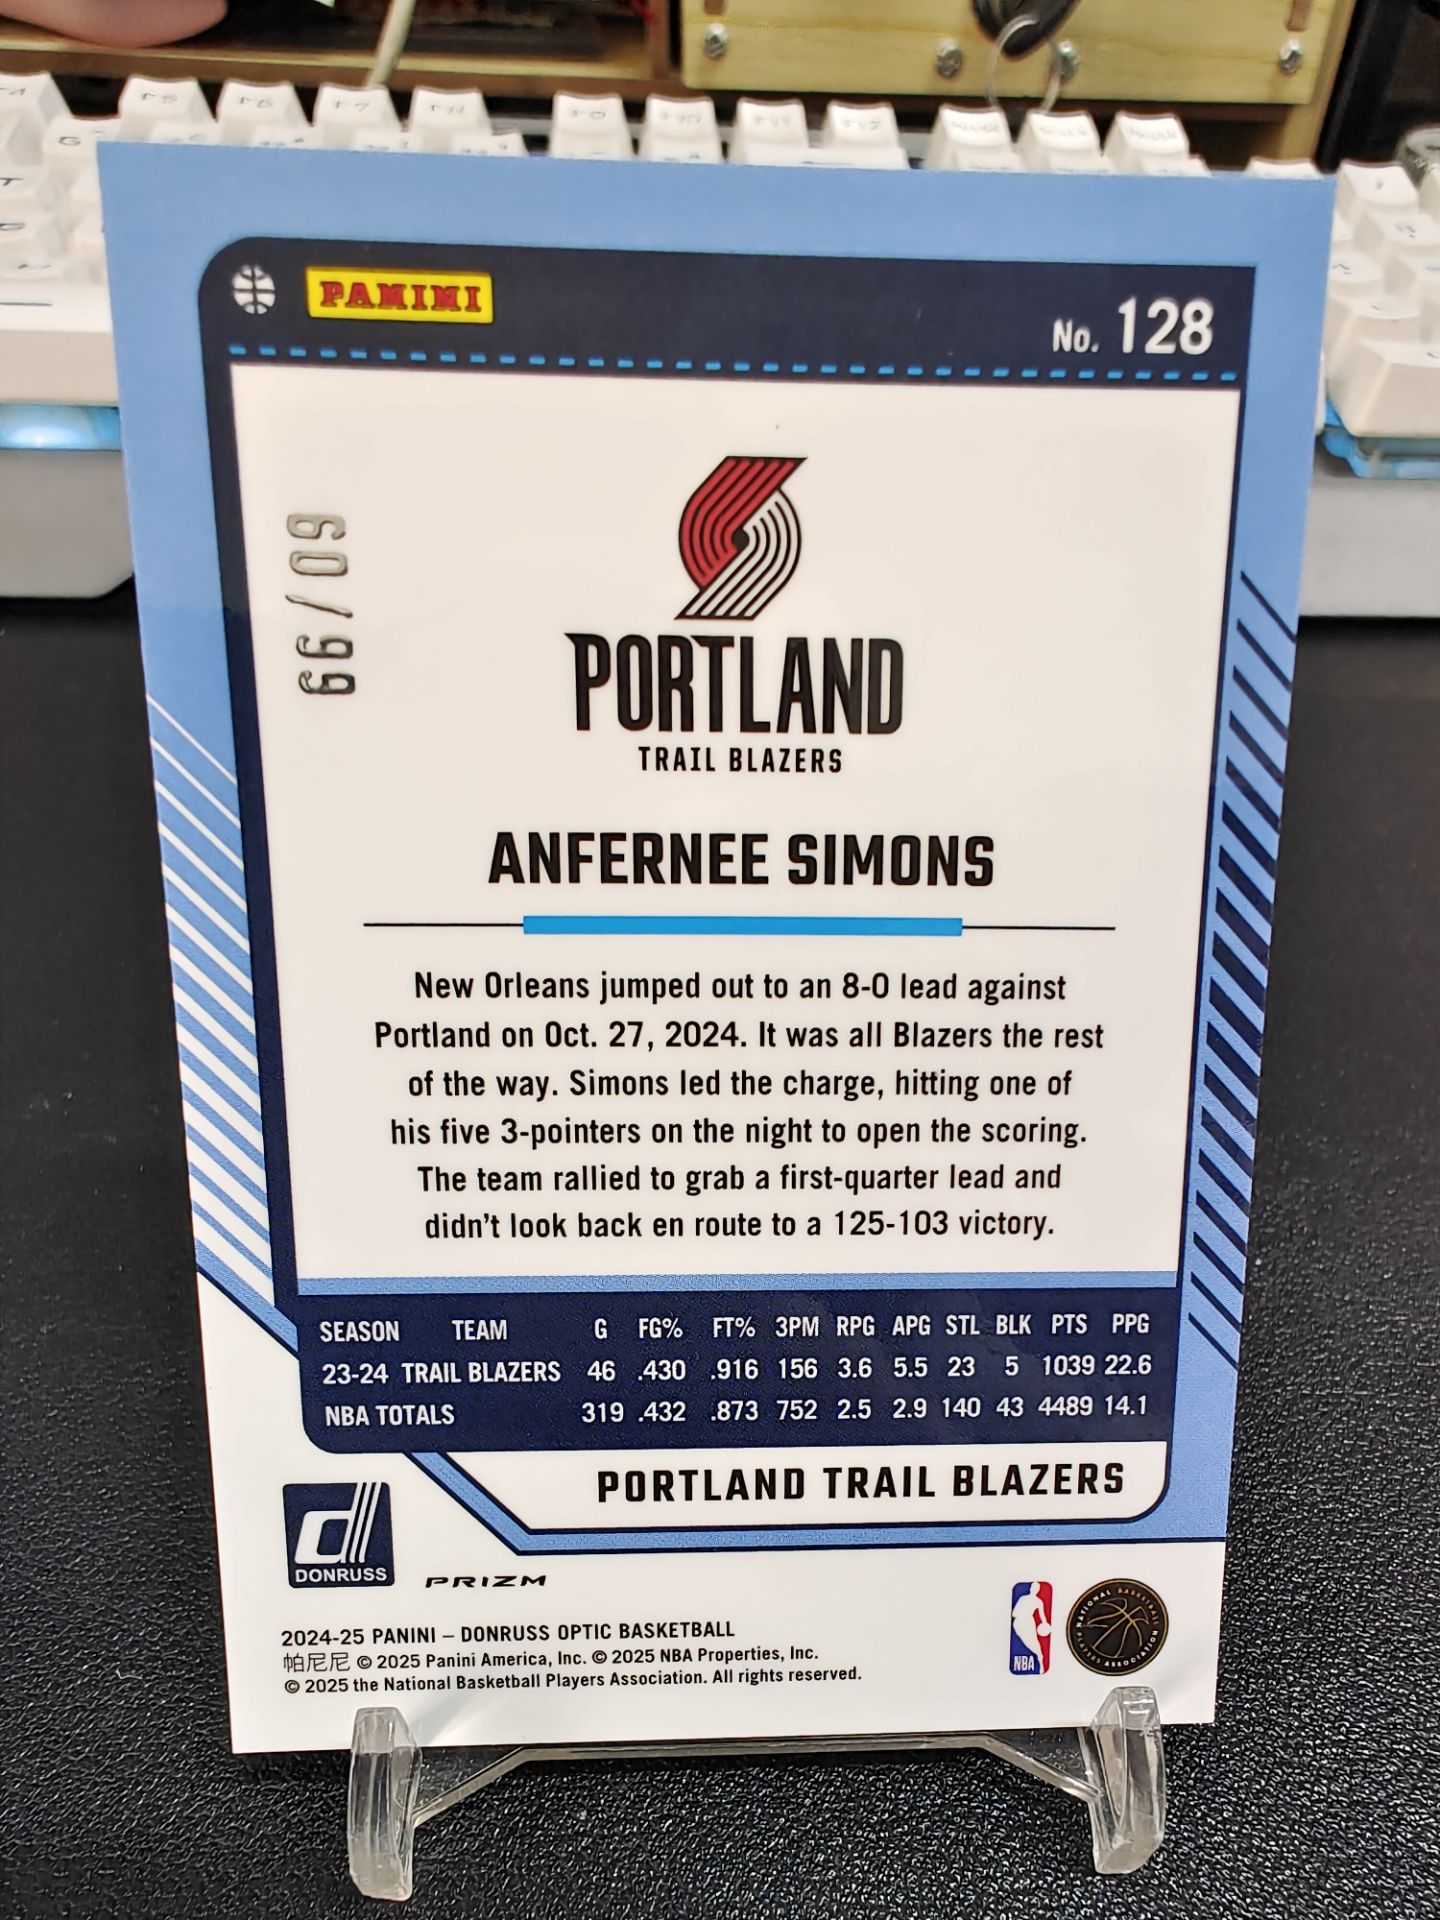 PANINI
No. 128
60/99
PORTLAND
TRAIL BLAZERS
ANFERNEE SIMONS
New Orleans jumped out to an 8-0 lead against
Portland on Oct. 27, 2024. It was all Blazers the rest
of the way. Simons led the charge, hitting one of
his five 3-pointers on the night to open the scoring.
The team rallied to grab a first-quarter lead and
didn't look back en route to a 125-103 victory.
SEASON TEAM G FG% FT% 3PM RPG APG STL BLK PTS PPG
23-24 TRAIL BLAZERS 46 .430 .916 156 3.6 5.5 23 5 1039 22.6
NBA TOTALS 319 .432 .873 752 2.5 2.9 140 43 4489 14.1
PORTLAND TRAIL BLAZERS
d
DONRUSS
PRIZM
2024-25 PANINI – DONRUSS OPTIC BASKETBALL
帕尼尼 © 2025 Panini America, Inc. © 2025 NBA Properties, Inc.
© 2025 the National Basketball Players Association. All rights reserved.
NBA
NATIONAL BASKETBALL PLAYERS ASSOCIATION